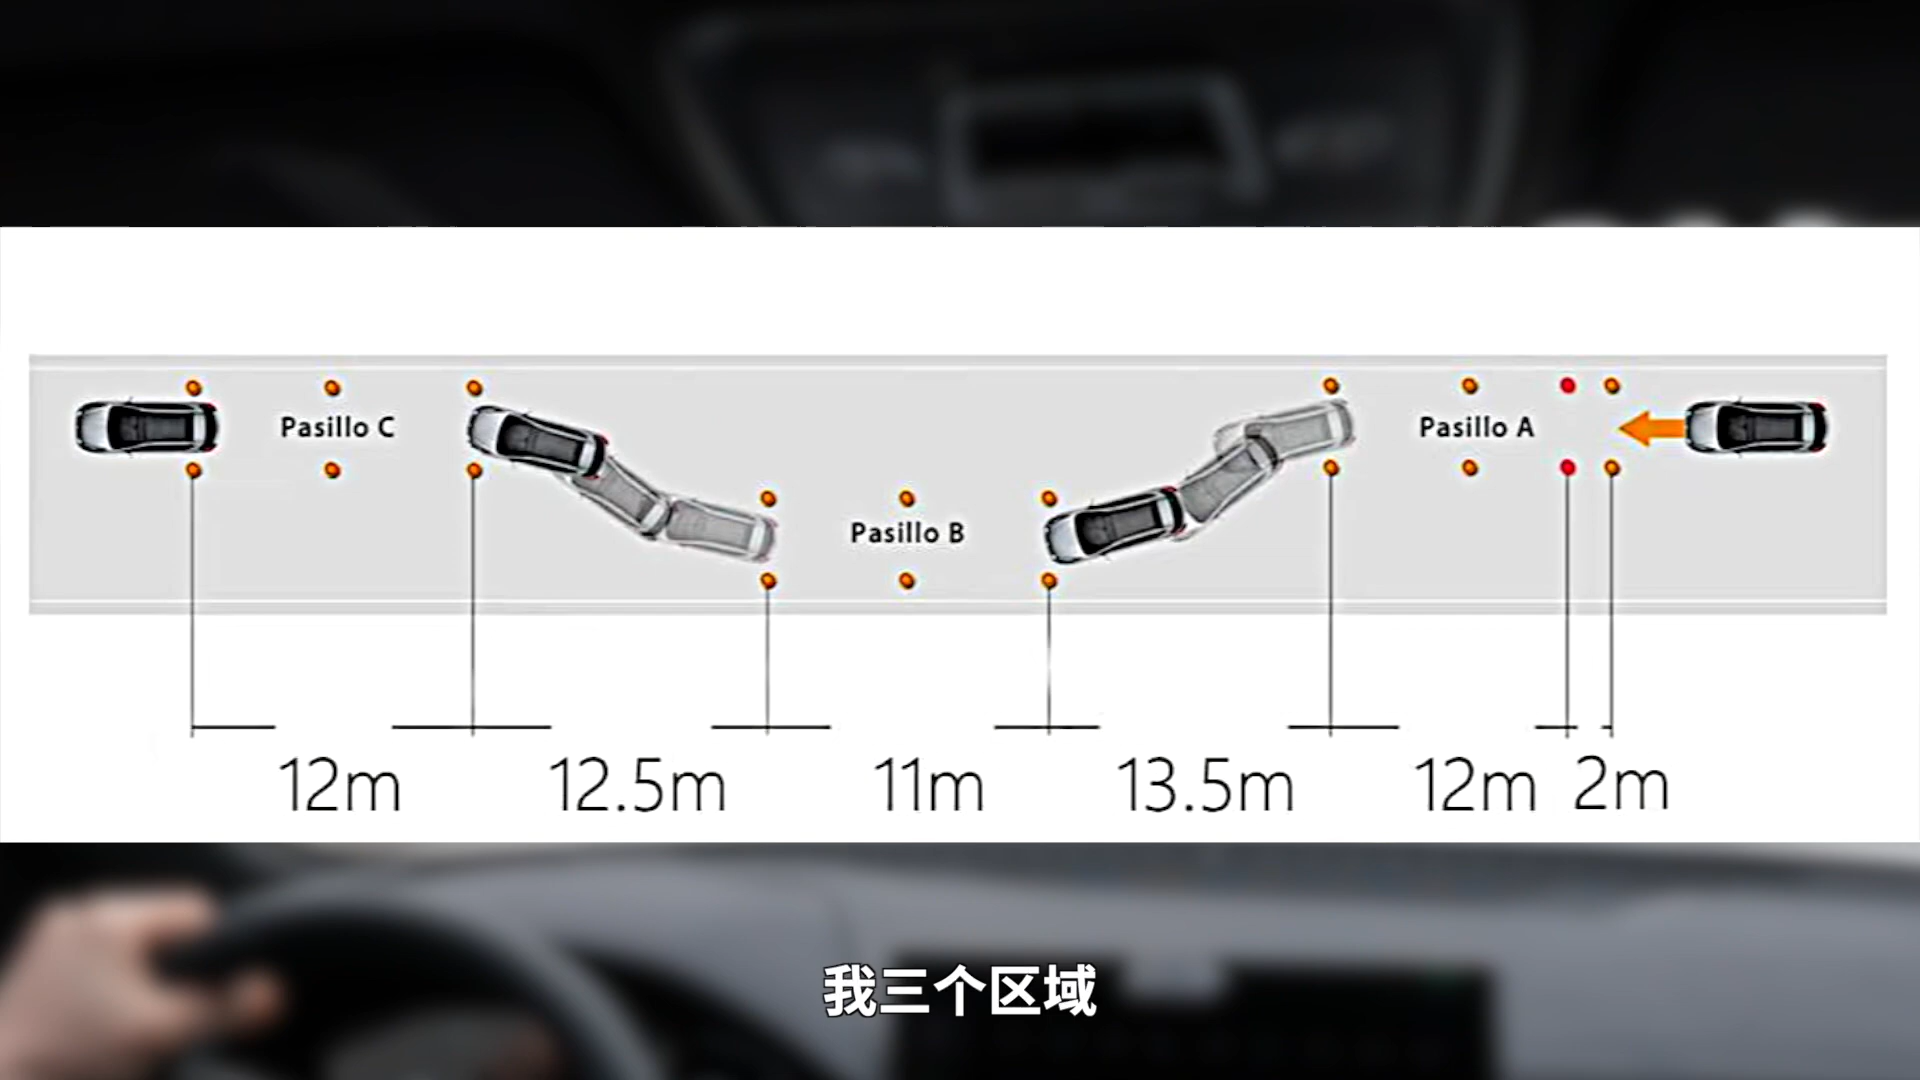 Pasillo C
Pasillo A
Pasillo B
12m
12.5m
11m
13.5m
12m
2m
我三个区域